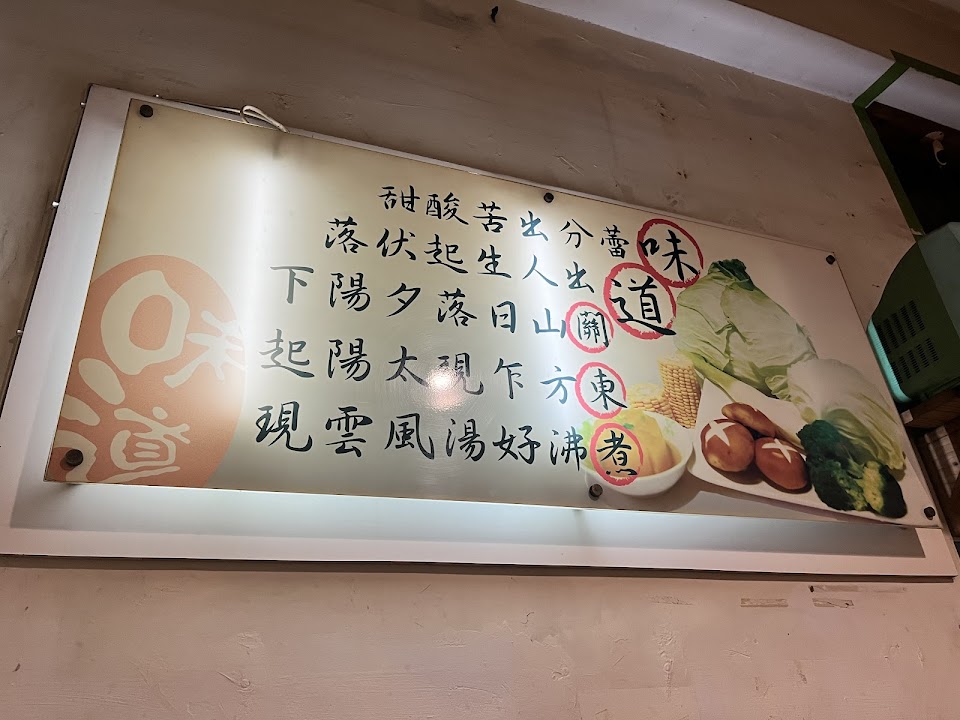 味蕾分出苦酸甜
道出人生起伏落
關山日落夕陽下
東方乍現太陽起
煮沸好湯風雲現
味道